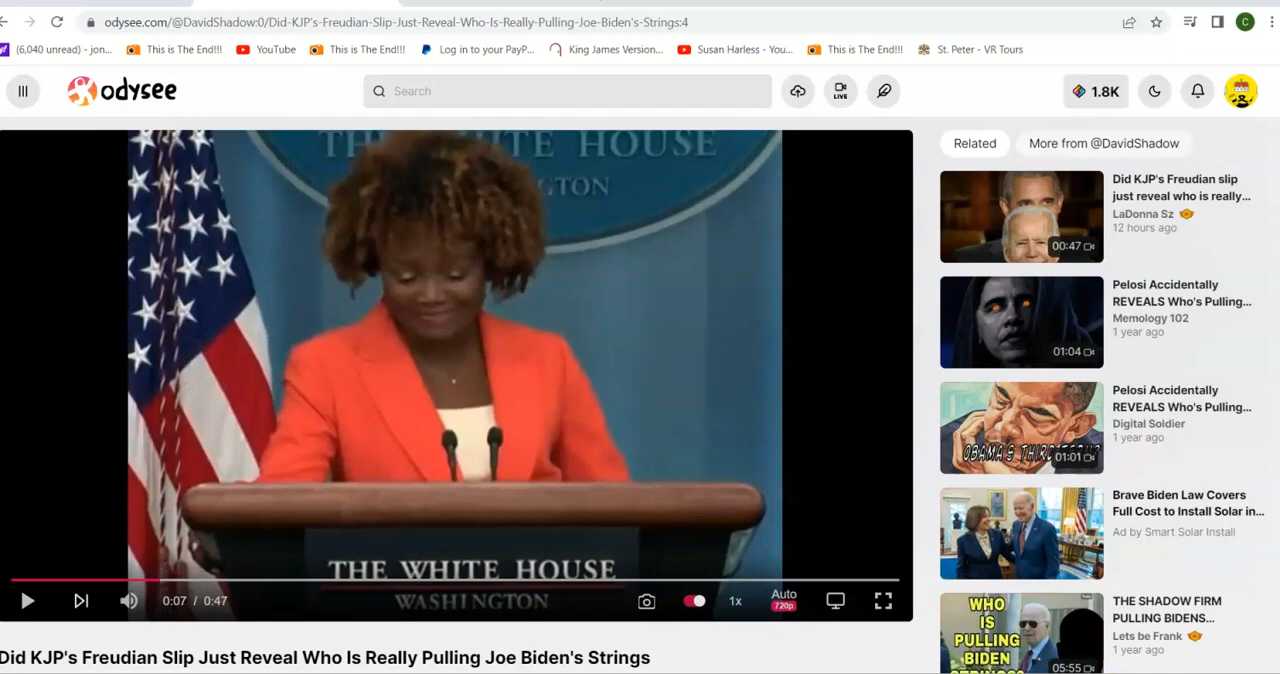 odysee.com/@DavidShadow:0/Did-KJP's-Freudian-Slip-Just-Reveal-Who-Is-Really-Pulling-Joe-Biden's-Strings:4
C
(6,040 unread) - jon...
This is The End!!!
YouTube
This is The End!!!
Log in to your PayP...
King James Version...
Susan Harless - You...
This is The End!!!
St. Peter - VR Tours
odysee
Search
LIVE
1.8K
THE WHITE HOUSE
THE WHITE HOUSE
WASHINGTON
0:07 / 0:47
1x
Auto
720p
Did KJP's Freudian Slip Just Reveal Who Is Really Pulling Joe Biden's Strings
Related
More from @DavidShadow
00:47
Did KJP's Freudian slip
just reveal who is really...
LaDonna Sz
12 hours ago
01:04
Pelosi Accidentally
REVEALS Who's Pulling...
Memology 102
1 year ago
OBAMA'S
01:01
Pelosi Accidentally
REVEALS Who's Pulling...
Digital Soldier
1 year ago
Brave Biden Law Covers
Full Cost to Install Solar in...
Ad by Smart Solar Install
WHO
IS
PULLING
BIDEN
05:55
THE SHADOW FIRM
PULLING BIDENS...
Lets be Frank
1 year ago